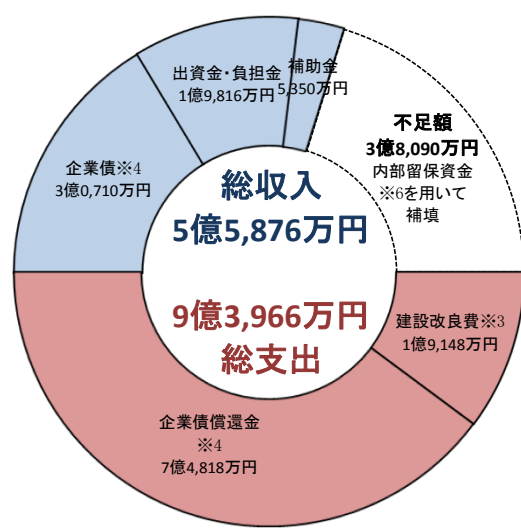 出資金・負担金
1億9,816万円
補助金
5,350万円
不足額
3億8,090万円
内部留保資金
※6を用いて
補填
企業債※4
3億0,710万円
総収入
5億5,876万円
9億3,966万円
総支出
建設改良費※3
1億9,148万円
企業債償還金
※4
7億4,818万円